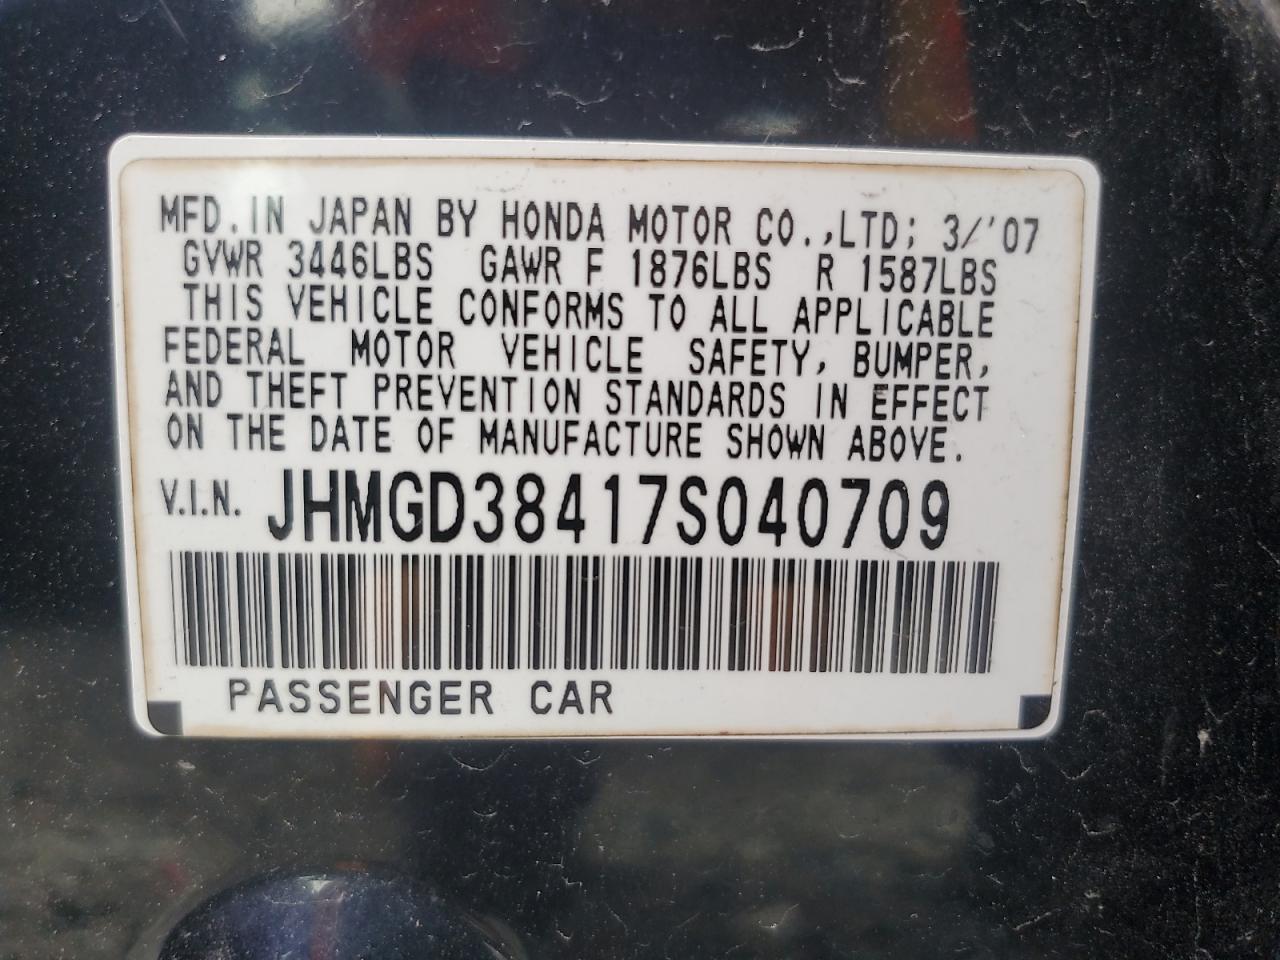 MFD. IN JAPAN BY HONDA MOTOR CO.,LTD; 3/'07
GVWR 3446LBS GAWR F 1876LBS R 1587LBS
THIS VEHICLE CONFORMS TO ALL APPLICABLE
FEDERAL MOTOR VEHICLE SAFETY, BUMPER,
AND THEFT PREVENTION STANDARDS IN EFFECT
ON THE DATE OF MANUFACTURE SHOWN ABOVE.
V.I.N. JHMGD38417S040709
PASSENGER CAR